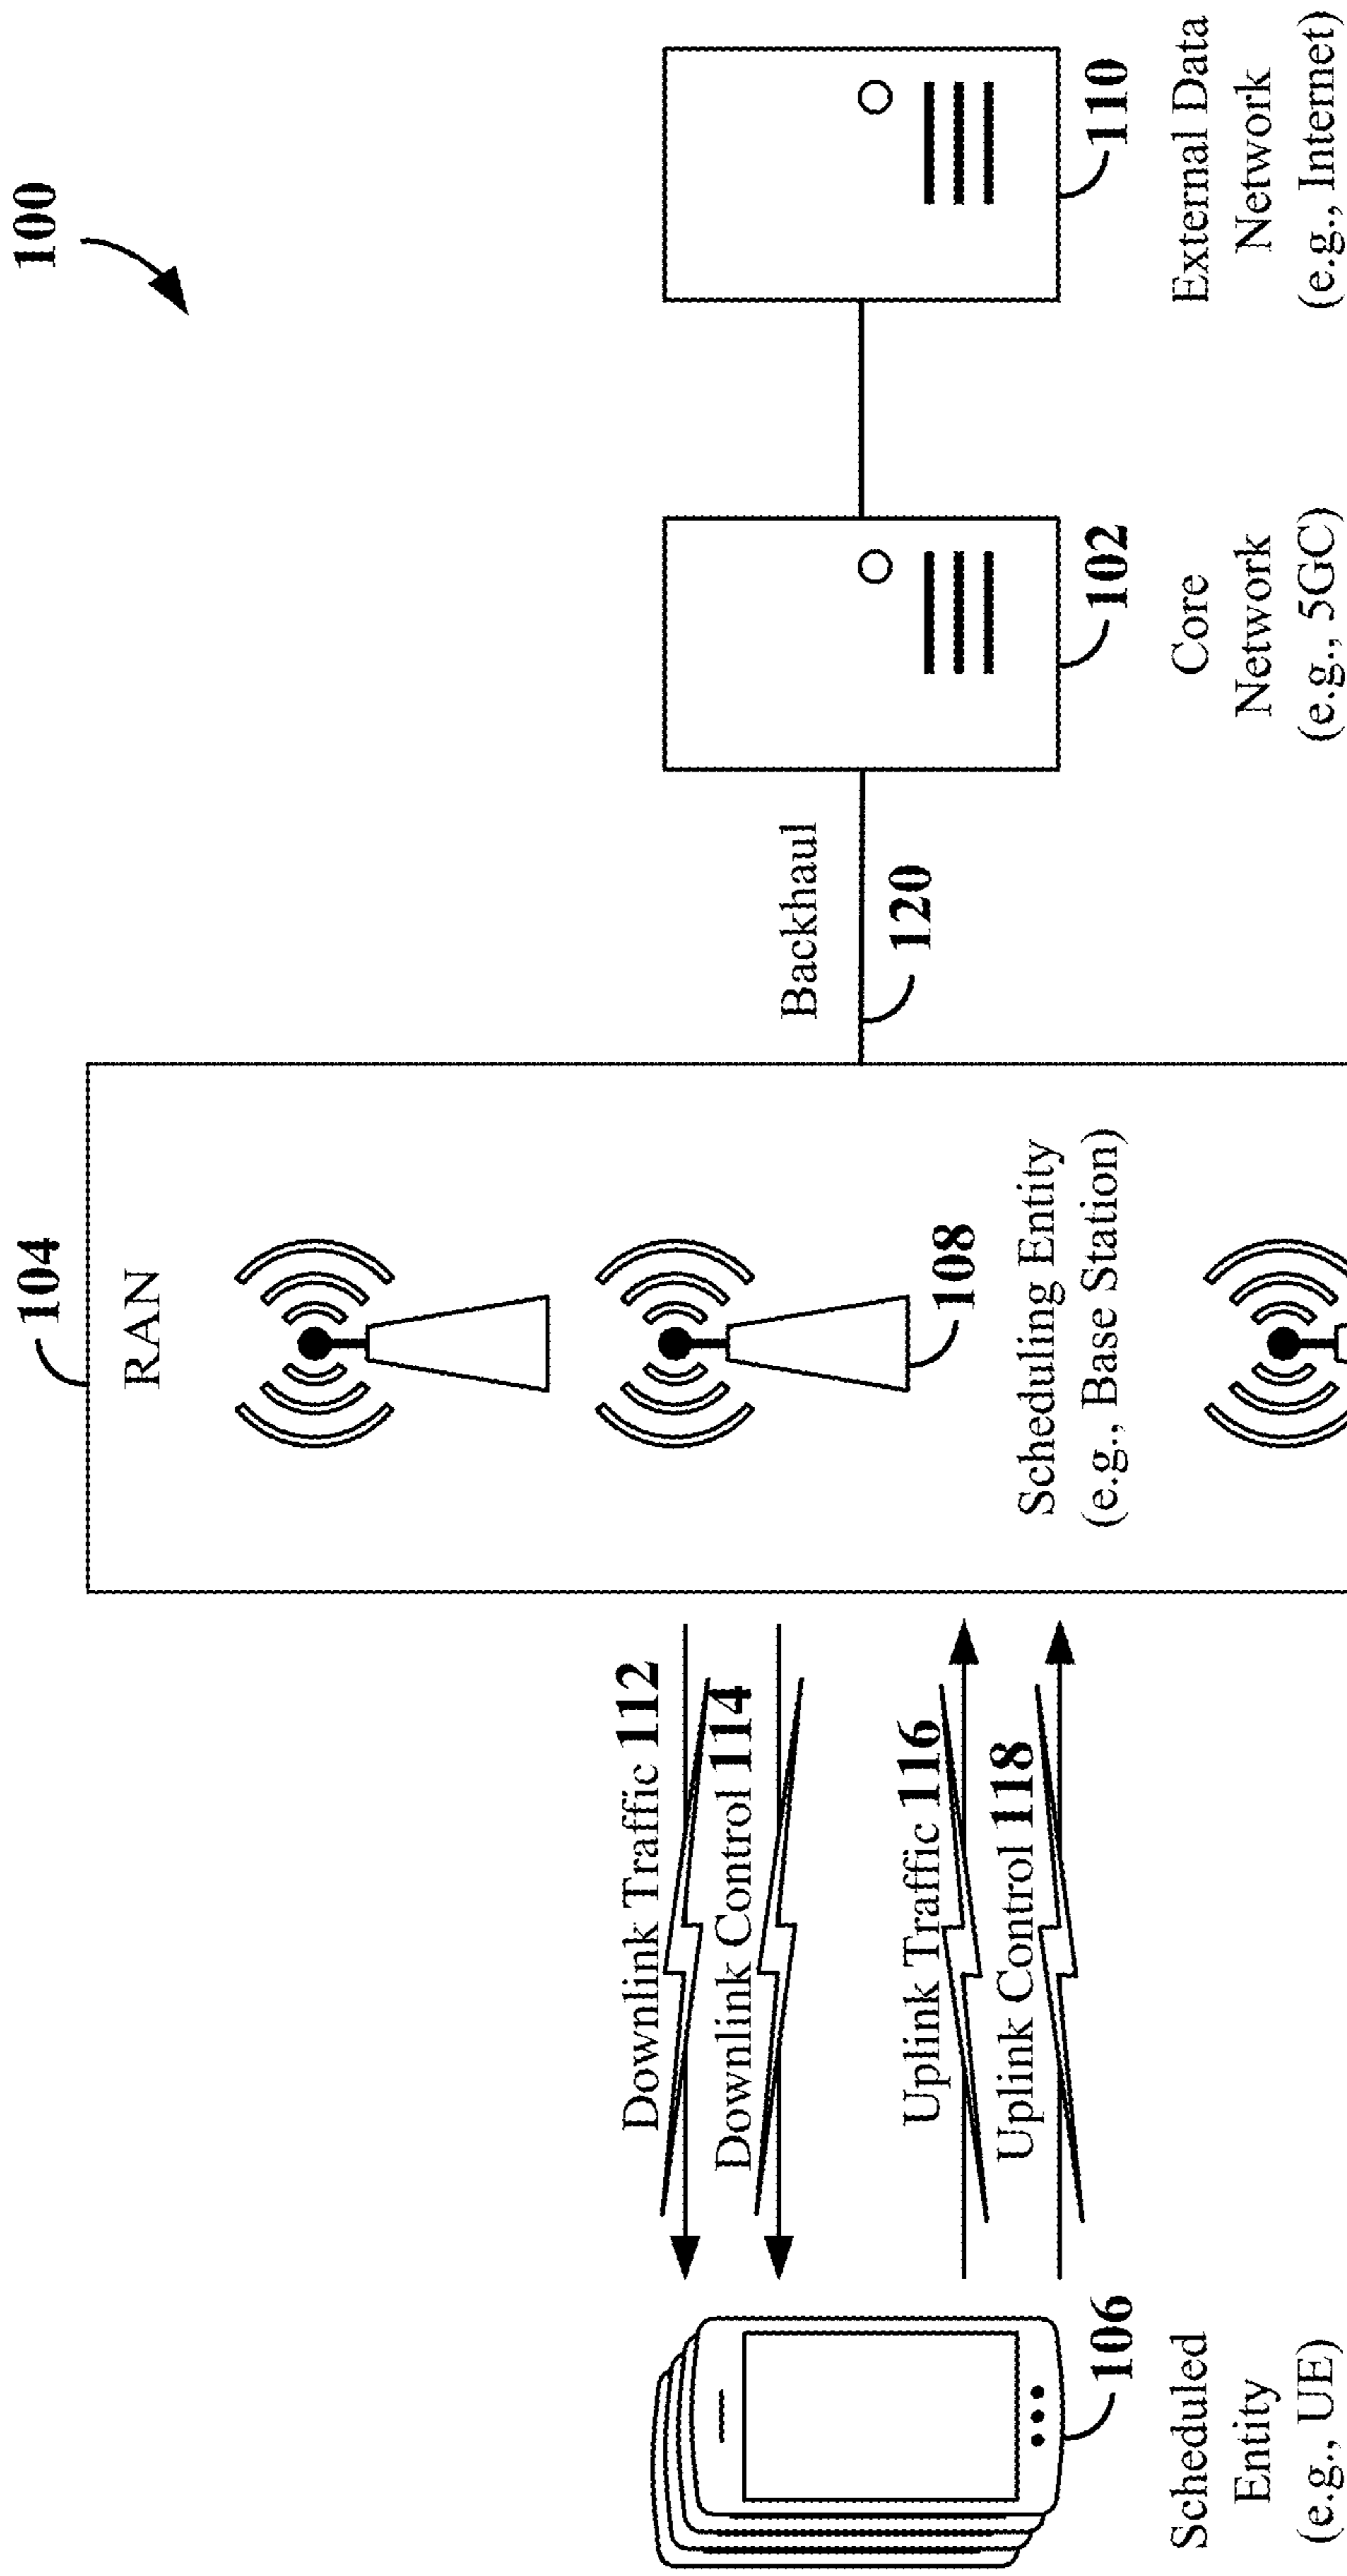 100
104
RAN
108
Scheduling Entity
(e.g., Base Station)
Downlink Traffic 112
Downlink Control 114
Uplink Traffic 116
Uplink Control 118
106
Scheduled
Entity
(e.g., UE)
Backhaul
120
102
Core
Network
(e.g., 5GC)
110
External Data
Network
(e.g., Internet)